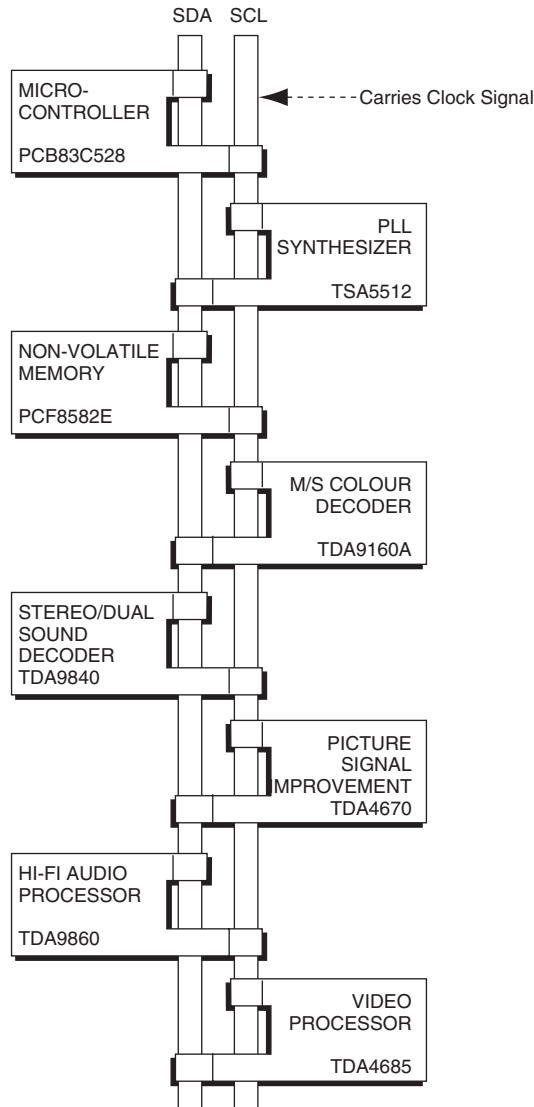 SDA SCL
MICRO-
CONTROLLER
PCB83C528
Carries Clock Signal
PLL
SYNTHESIZER
TSA5512
NON-VOLATILE
MEMORY
PCF8582E
M/S COLOUR
DECODER
TDA9160A
STEREO/DUAL
SOUND
DECODER
TDA9840
PICTURE
SIGNAL
IMPROVEMENT
TDA4670
HI-FI AUDIO
PROCESSOR
TDA9860
VIDEO
PROCESSOR
TDA4685